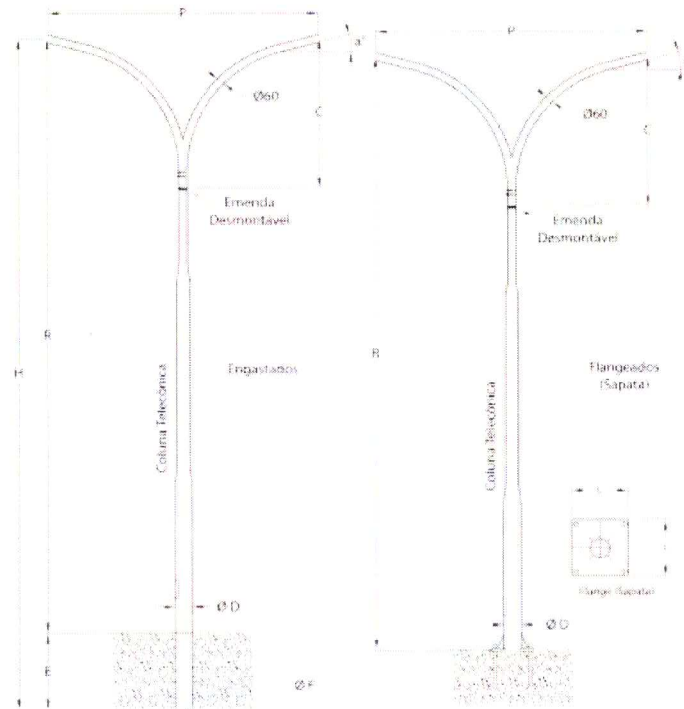 P
a°
Ø60
C
Emenda
Desmontável
R
H
Coluna Telecônica
Engastados
Ø D
E
Ø F
P
Ø60
C
Emenda
Desmontável
R
Coluna Telecônica
Flangeados
(Sapata)
L
Flange (Sapata)
Ø D